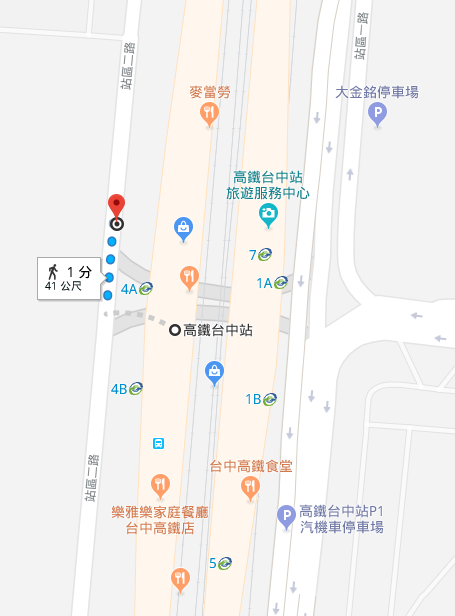 站區二路
站區一路
麥當勞
大金銘停車場
P
高鐵台中站
旅遊服務中心
7
1A
1 分
41 公尺
4A
高鐵台中站
4B
1B
站區二路
台中高鐵食堂
樂雅樂家庭餐廳
台中高鐵店
P
高鐵台中站P1
汽機車停車場
5